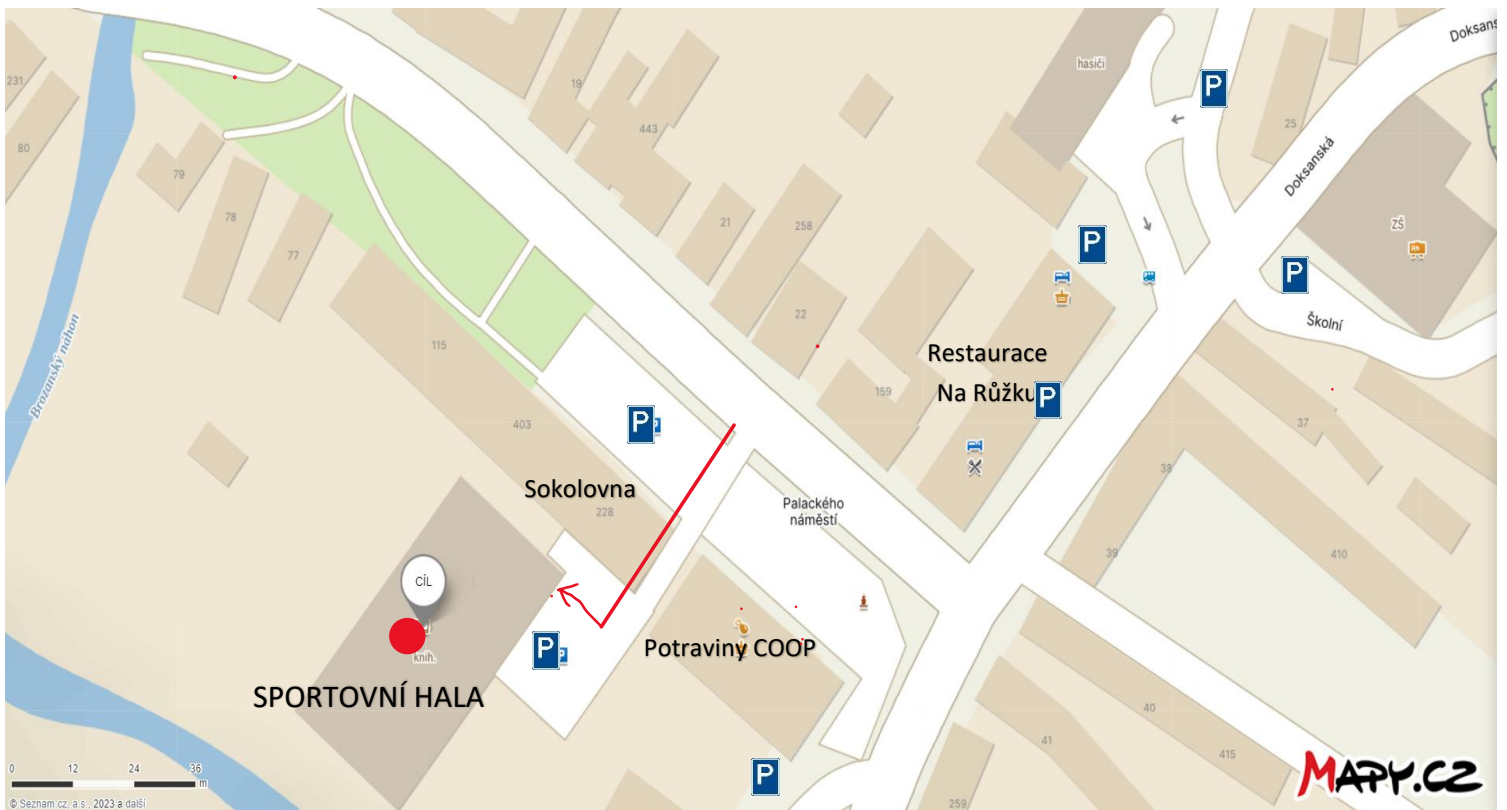 Doksans
hasiči
P
231
19
443
25
80
Doksanská
79
ZŠ
78
21
258
P
77
P
22
Školní
Brozanský náhon
115
Restaurace
159
Na Růžku
P
403
P
37
38
Sokolovna
228
Palackého
náměstí
39
410
CÍL
P
Potraviny COOP
knih.
SPORTOVNÍ HALA
40
41
415
P
0 12 24 36
m
259
MAPY.CZ
© Seznam.cz, a.s., 2023 a další